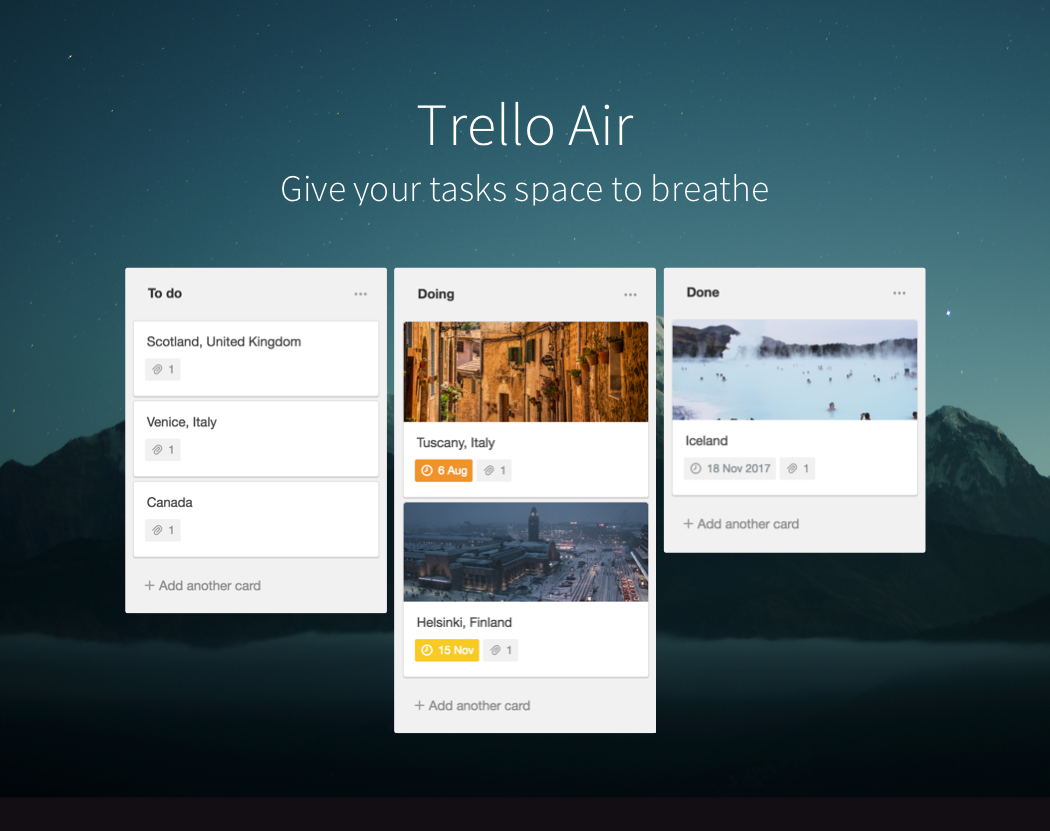 Trello Air
Give your tasks space to breathe
To do
Scotland, United Kingdom
1
Venice, Italy
1
Canada
1
+ Add another card
Doing
Tuscany, Italy
6 Aug 1
Helsinki, Finland
15 Nov 1
+ Add another card
Done
Iceland
18 Nov 2017 1
+ Add another card